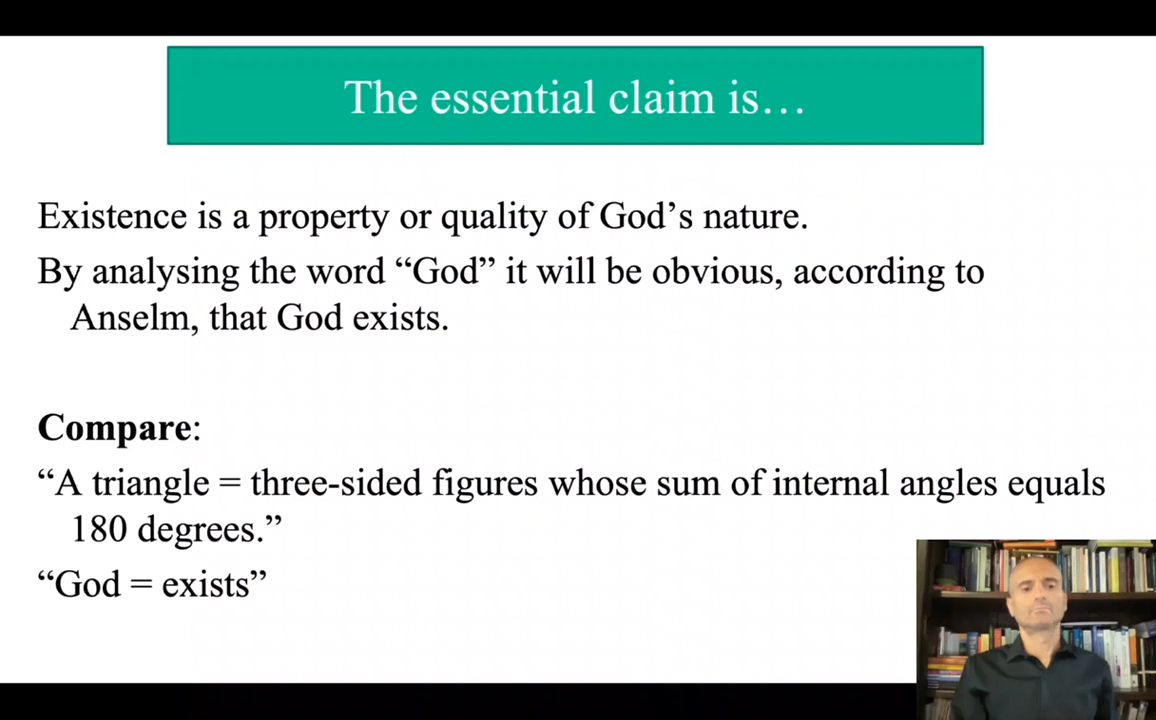 The essential claim is…
Existence is a property or quality of God’s nature.
By analysing the word “God” it will be obvious, according to
Anselm, that God exists.
Compare:
“A triangle = three-sided figures whose sum of internal angles equals
180 degrees.”
“God = exists”